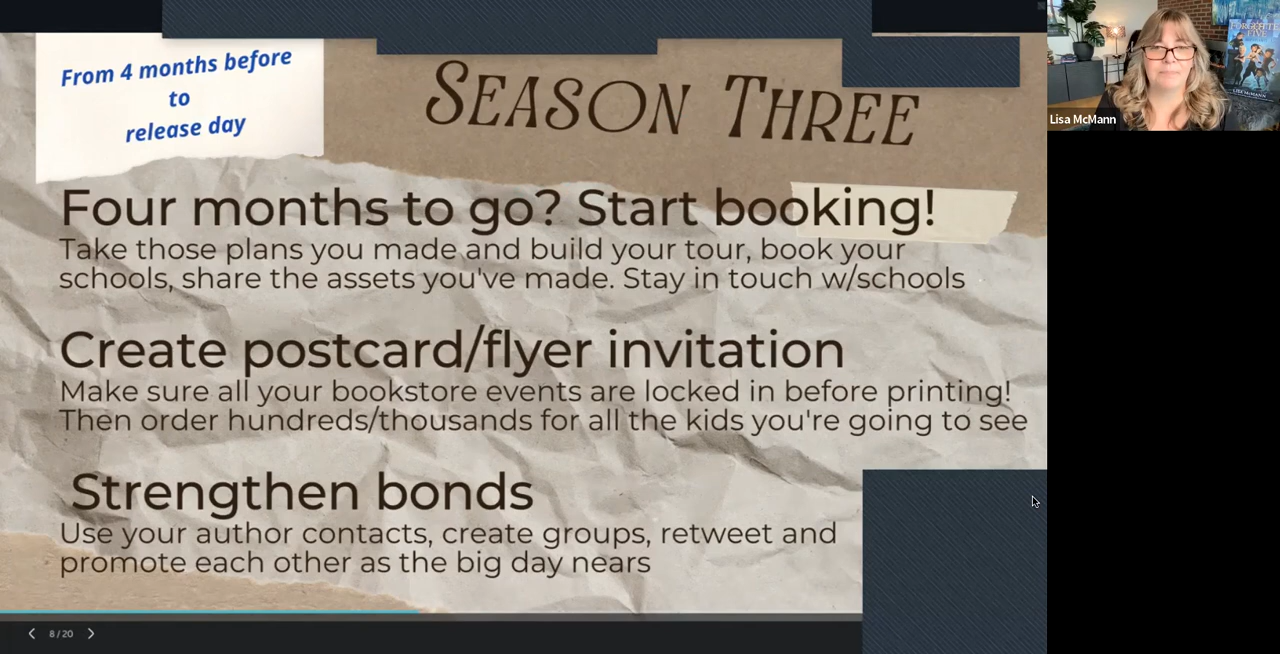 From 4 months before
to
release day
SEASON THREE
Four months to go? Start booking!
Take those plans you made and build your tour, book your
schools, share the assets you've made. Stay in touch w/schools
Create postcard/flyer invitation
Make sure all your bookstore events are locked in before printing!
Then order hundreds/thousands for all the kids you're going to see
Strengthen bonds
Use your author contacts, create groups, retweet and
promote each other as the big day nears
8 / 20
FORGOTTEN
FIVE
LISA McMANN
Lisa McMann